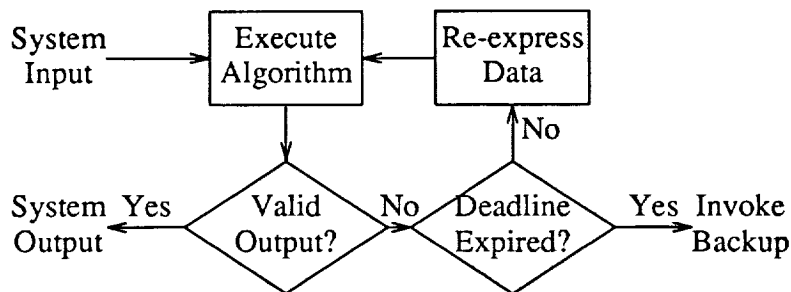 System
Input
Execute
Algorithm
Re-express
Data
No
System
Output
Yes
Valid
Output?
No
Deadline
Expired?
Yes
Invoke
Backup